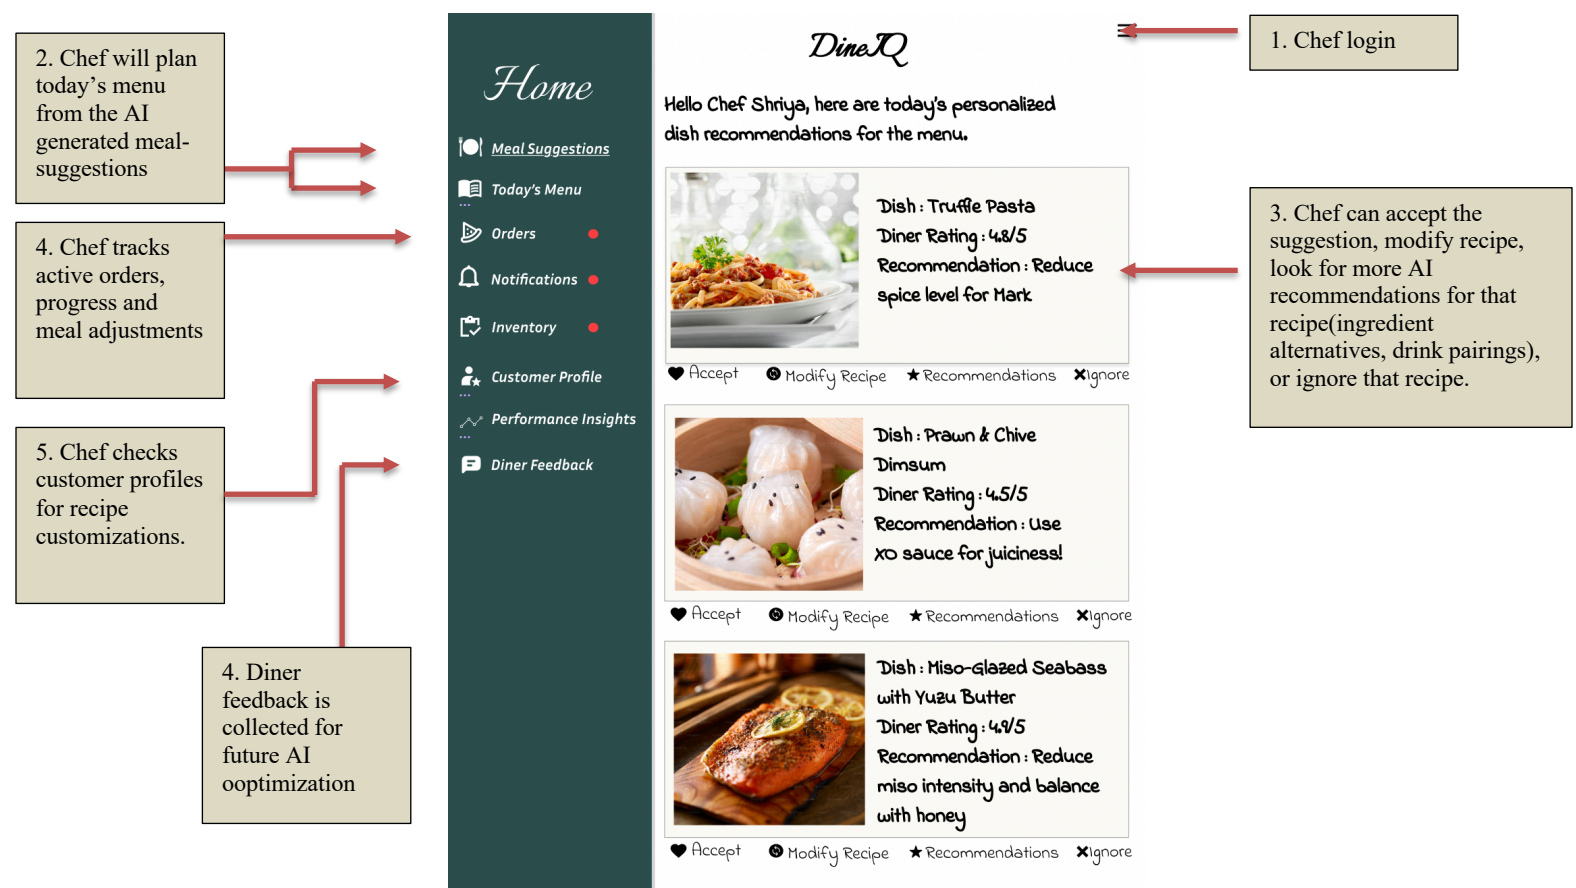 2. Chef will plan
today's menu
from the AI
generated meal-
suggestions
4. Chef tracks
active orders,
progress and
meal adjustments
5. Chef checks
customer profiles
for recipe
customizations.
4. Diner
feedback is
collected for
future AI
ooptimization
Home
Meal Suggestions
Today's Menu
Orders
Notifications
Inventory
Customer Profile
Performance Insights
Diner Feedback
DineIQ
Hello Chef Shriya, here are today's personalized
dish recommendations for the menu.
Dish : Truffle Pasta
Diner Rating : 4.8/5
Recommendation : Reduce
spice level for Mark
Accept Modify Recipe Recommendations Ignore
Dish : Prawn & Chive
Dimsum
Diner Rating : 4.5/5
Recommendation : Use
XO sauce for juiciness!
Accept Modify Recipe Recommendations Ignore
Dish : Miso-Glazed Seabass
with Yuzu Butter
Diner Rating : 4.9/5
Recommendation : Reduce
miso intensity and balance
with honey
Accept Modify Recipe Recommendations Ignore
1. Chef login
3. Chef can accept the
suggestion, modify recipe,
look for more AI
recommendations for that
recipe(ingredient
alternatives, drink pairings),
or ignore that recipe.